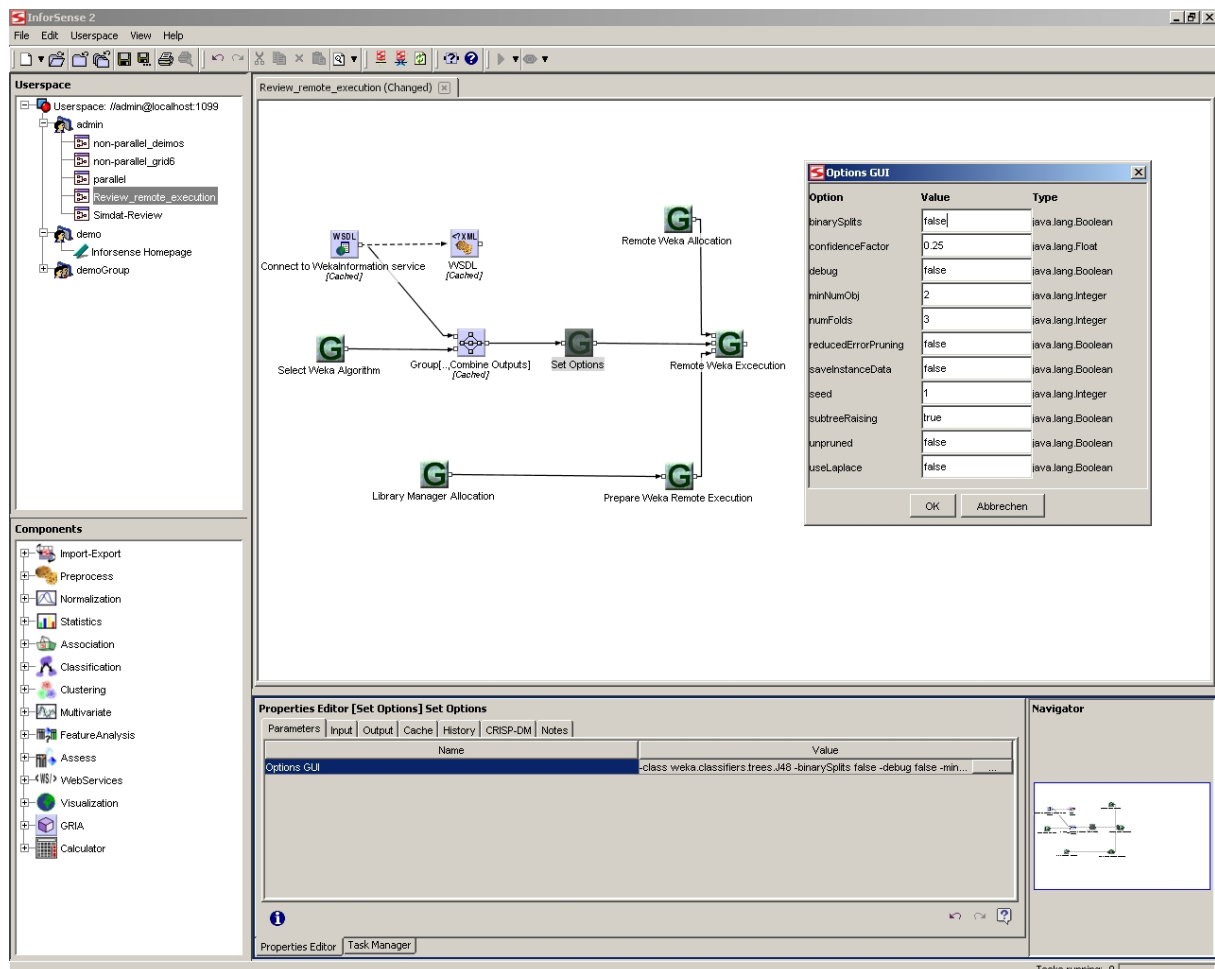 InforSense 2
File Edit Userspace View Help
Userspace
Userspace: //admin@localhost:1099
admin
non-parallel_deimos
non-parallel_grid6
parallel
Review_remote_execution
Simdat-Review
demo
Inforsense Homepage
demoGroup
Components
Import-Export
Preprocess
Normalization
Statistics
Association
Classification
Clustering
Multivariate
FeatureAnalysis
Assess
WebServices
Visualization
GRIA
Calculator
Review_remote_execution (Changed)
WSDL
Connect to WekaInformation service
[Cached]
<?XML
WSDL
[Cached]
G
Remote Weka Allocation
G
Select Weka Algorithm
Group[..,Combine Outputs]
[Cached]
G
Set Options
G
Remote Weka Excecution
G
Library Manager Allocation
G
Prepare Weka Remote Execution
Options GUI
Option Value Type
binarySplits false java.lang.Boolean
confidenceFactor 0.25 java.lang.Float
debug false java.lang.Boolean
minNumObj 2 java.lang.Integer
numFolds 3 java.lang.Integer
reducedErrorPruning false java.lang.Boolean
saveInstanceData false java.lang.Boolean
seed 1 java.lang.Integer
subtreeRaising true java.lang.Boolean
unpruned false java.lang.Boolean
useLaplace false java.lang.Boolean
OK Abbrechen
Properties Editor [Set Options] Set Options
Parameters Input Output Cache History CRISP-DM Notes
Name Value
Options GUI -class weka.classifiers.trees.J48 -binarySplits false -debug false -min... ...
Properties Editor Task Manager
Navigator
Tasks running: 0